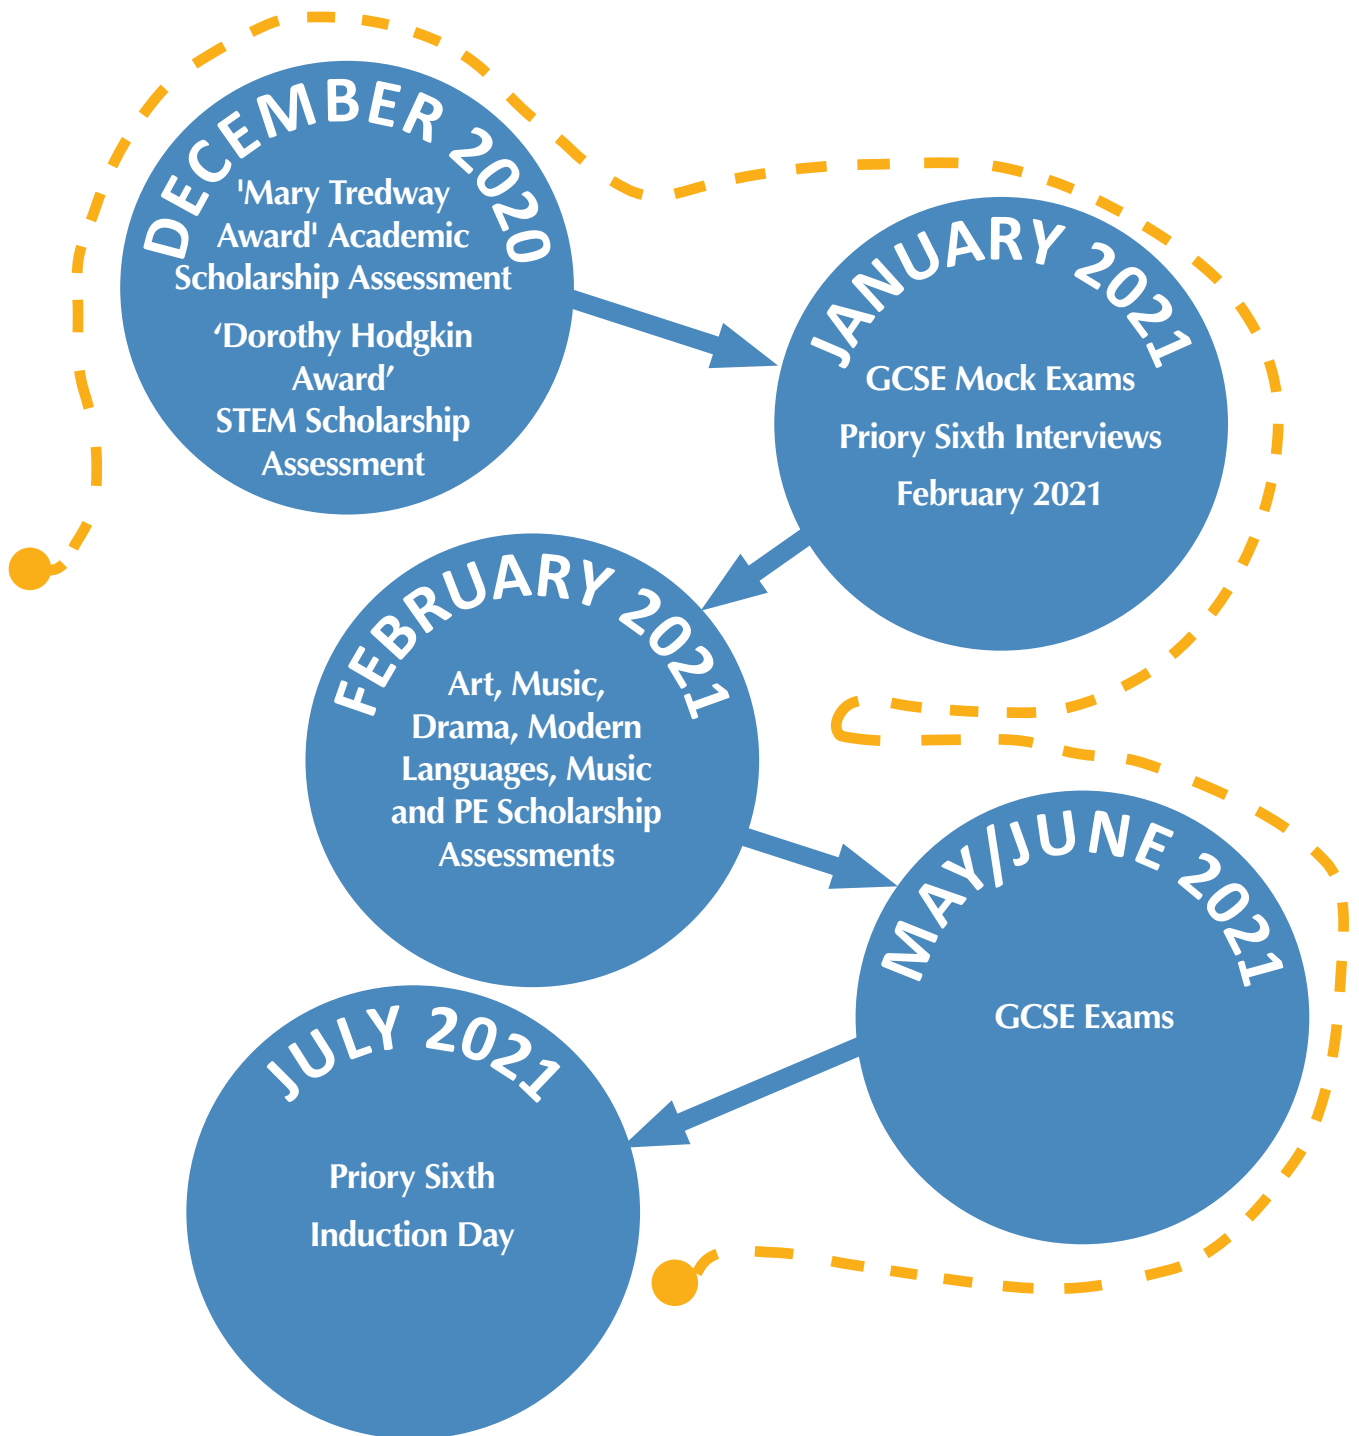 DECEMBER 2020
'Mary Tredway
Award' Academic
Scholarship Assessment
‘Dorothy Hodgkin
Award’
STEM Scholarship
Assessment
JANUARY 2021
GCSE Mock Exams
Priory Sixth Interviews
February 2021
FEBRUARY 2021
Art, Music,
Drama, Modern
Languages, Music
and PE Scholarship
Assessments
MAY/JUNE 2021
GCSE Exams
JULY 2021
Priory Sixth
Induction Day